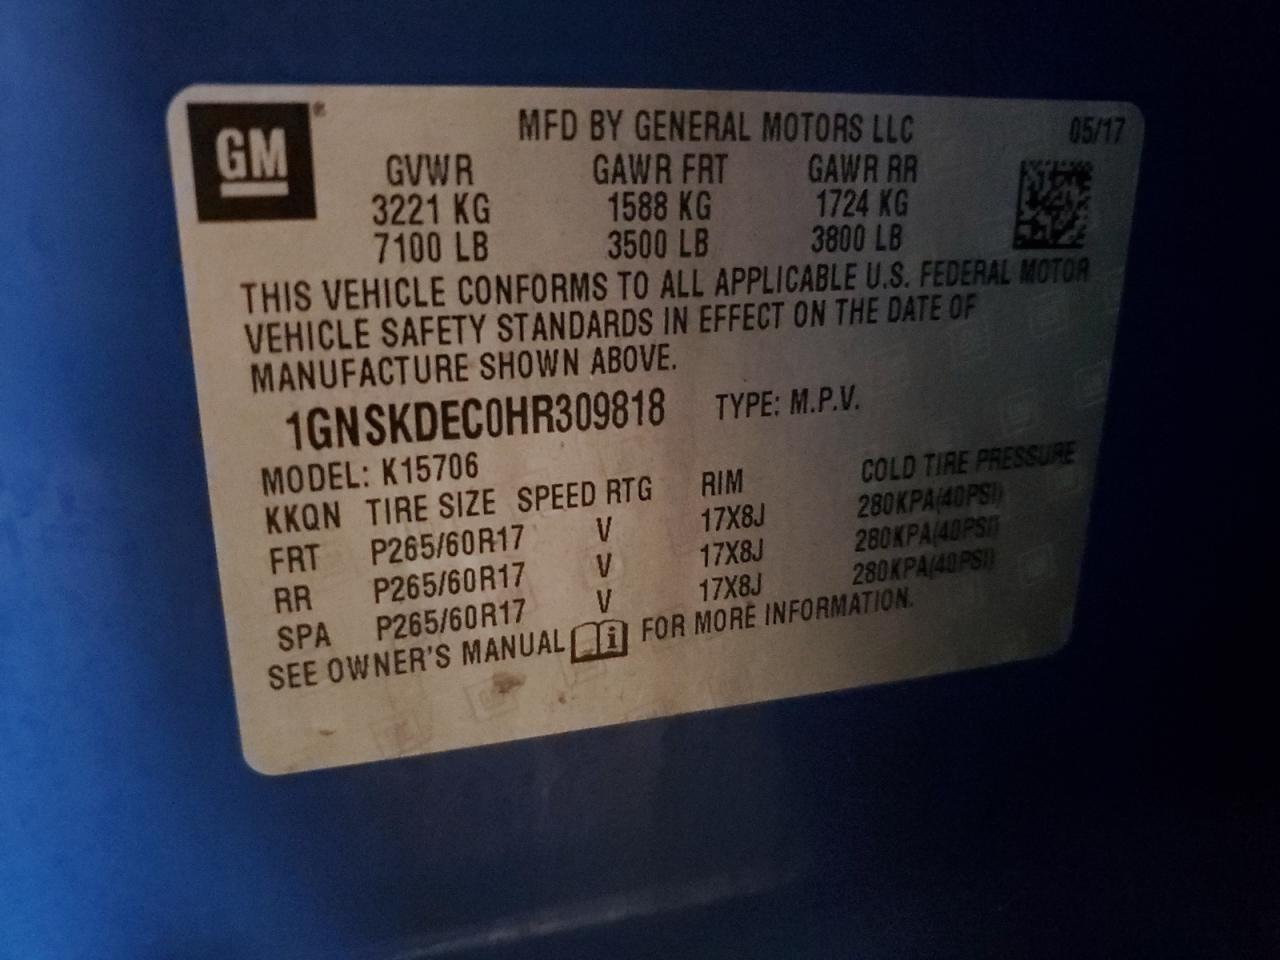 GM ®
MFD BY GENERAL MOTORS LLC 05/17
GVWR GAWR FRT GAWR RR
3221 KG 1588 KG 1724 KG
7100 LB 3500 LB 3800 LB
THIS VEHICLE CONFORMS TO ALL APPLICABLE U.S. FEDERAL MOTOR
VEHICLE SAFETY STANDARDS IN EFFECT ON THE DATE OF
MANUFACTURE SHOWN ABOVE.
1GNSKDEC0HR309818 TYPE: M.P.V.
MODEL: K15706
KKQN TIRE SIZE SPEED RTG RIM COLD TIRE PRESSURE
FRT P265/60R17 V 17X8J 280KPA(40PSI)
RR P265/60R17 V 17X8J 280KPA(40PSI)
SPA P265/60R17 V 17X8J 280KPA(40PSI)
SEE OWNER'S MANUAL i FOR MORE INFORMATION.